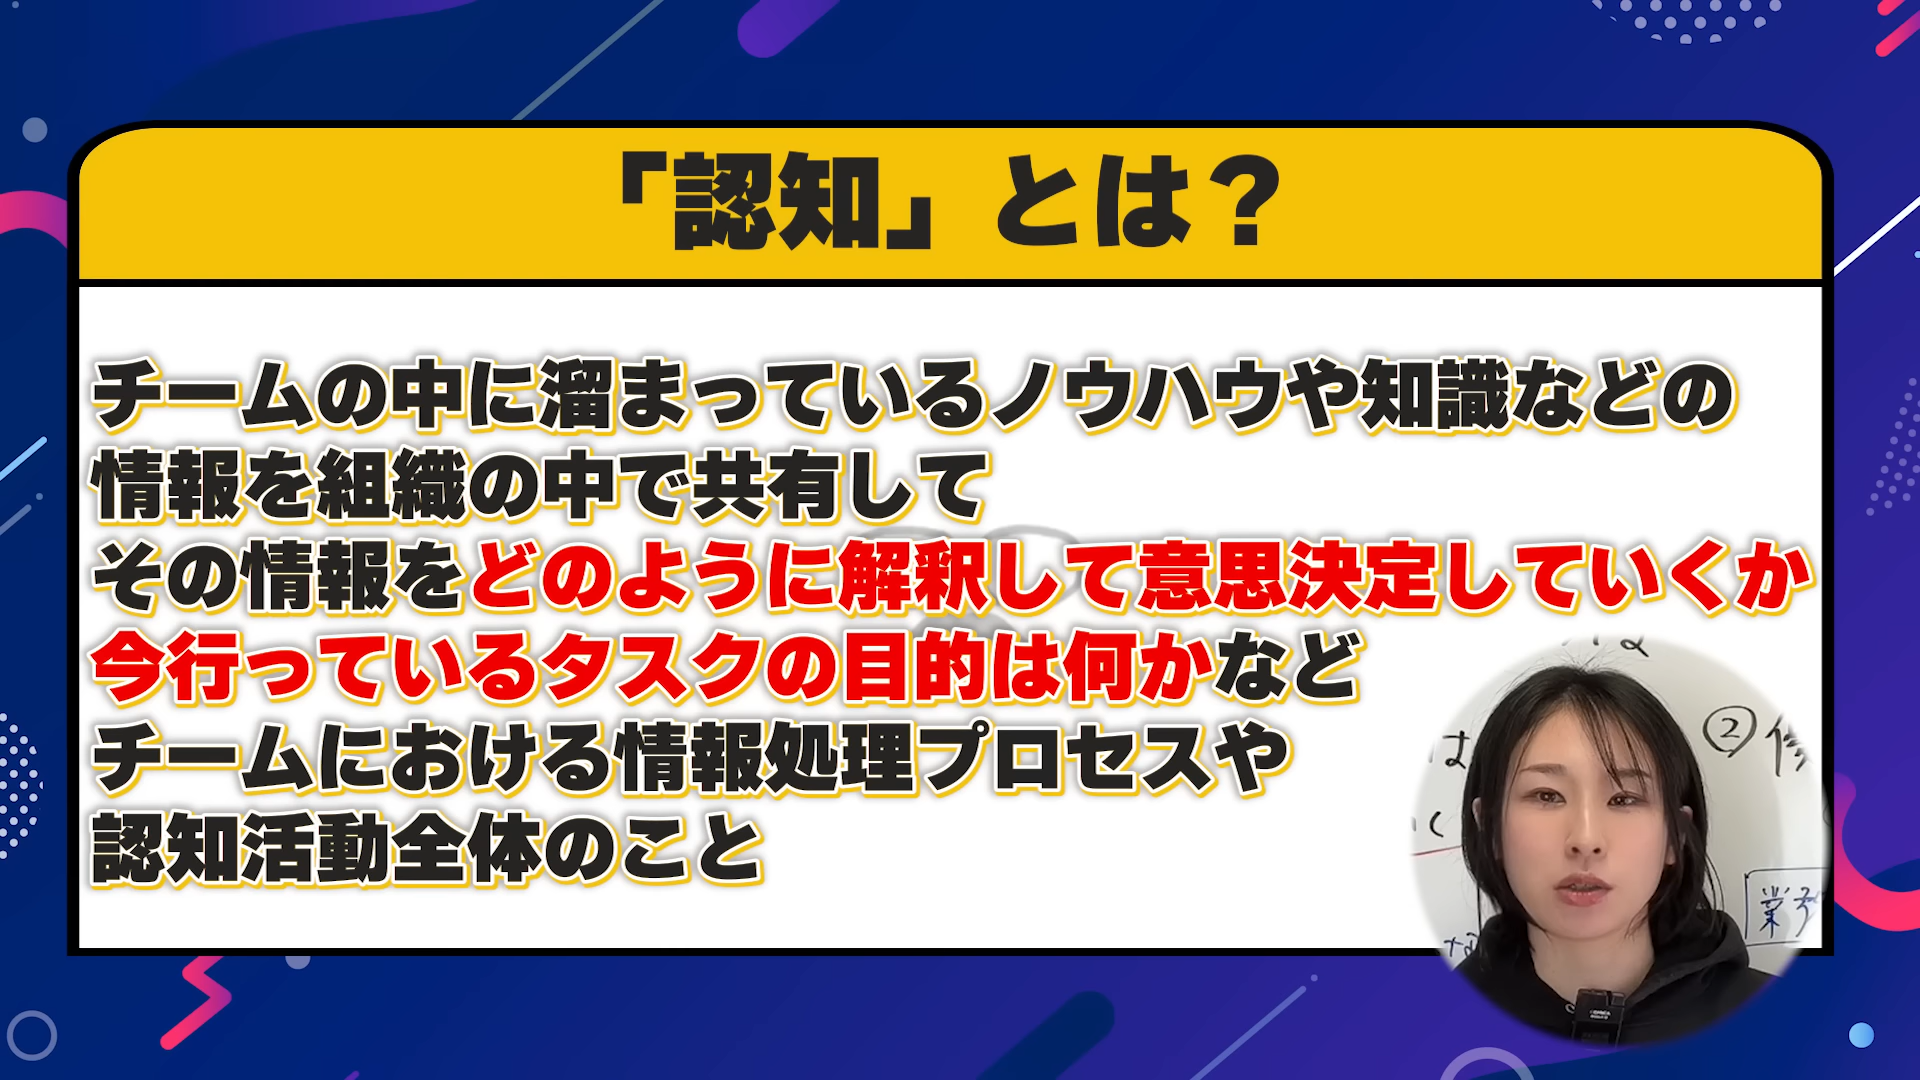 「認知」とは？
チームの中に溜まっているノウハウや知識などの
情報を組織の中で共有して
その情報をどのように解釈して意思決定していくか
今行っているタスクの目的は何かなど
チームにおける情報処理プロセスや
認知活動全体のこと
は
②